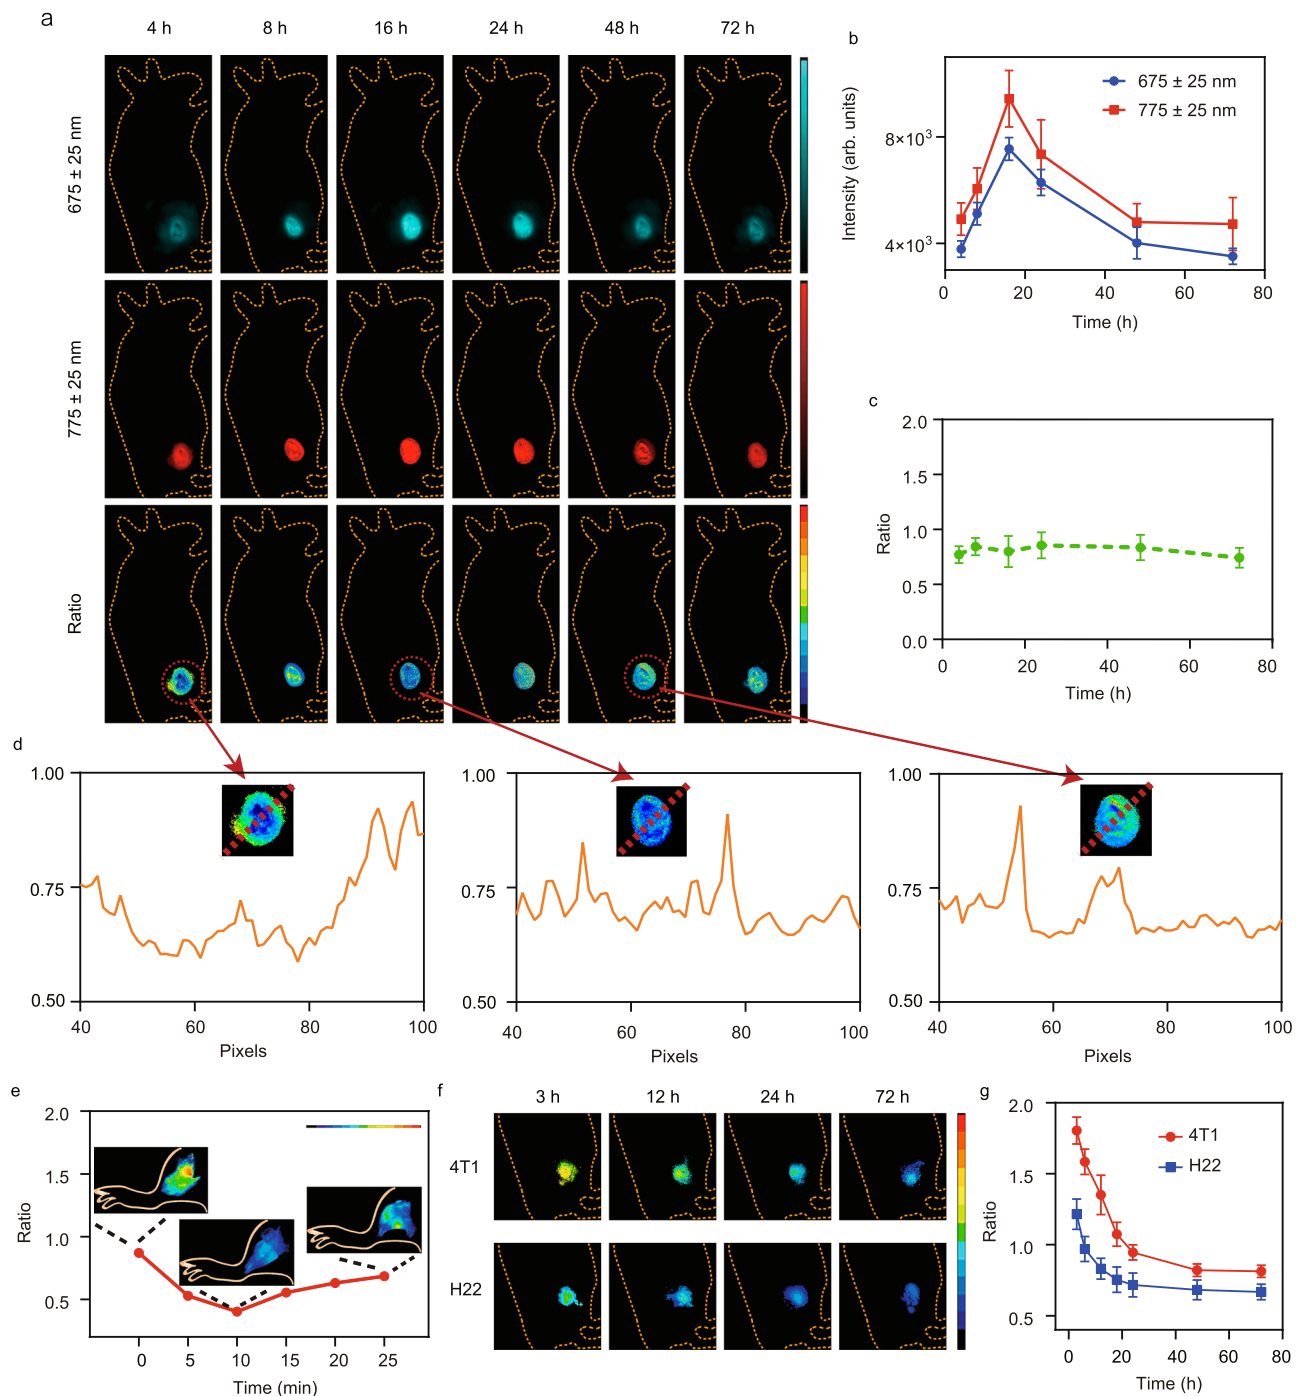 a
4 h 8 h 16 h 24 h 48 h 72 h
675 ± 25 nm
775 ± 25 nm
Ratio
b
Intensity (arb. units)
8×10³
4×10³
675 ± 25 nm
775 ± 25 nm
0 20 40 60 80
Time (h)
c
Ratio
2.0
1.5
1.0
0.5
0.0
0 20 40 60 80
Time (h)
d
1.00
0.75
0.50
40 60 80 100
Pixels
1.00
0.75
0.50
40 60 80 100
Pixels
1.00
0.75
0.50
40 60 80 100
Pixels
e
Ratio
2.0
1.5
1.0
0.5
0 5 10 15 20 25
Time (min)
f
3 h 12 h 24 h 72 h
4T1
H22
g
Ratio
2.0
1.5
1.0
0.5
4T1
H22
0 20 40 60 80
Time (h)